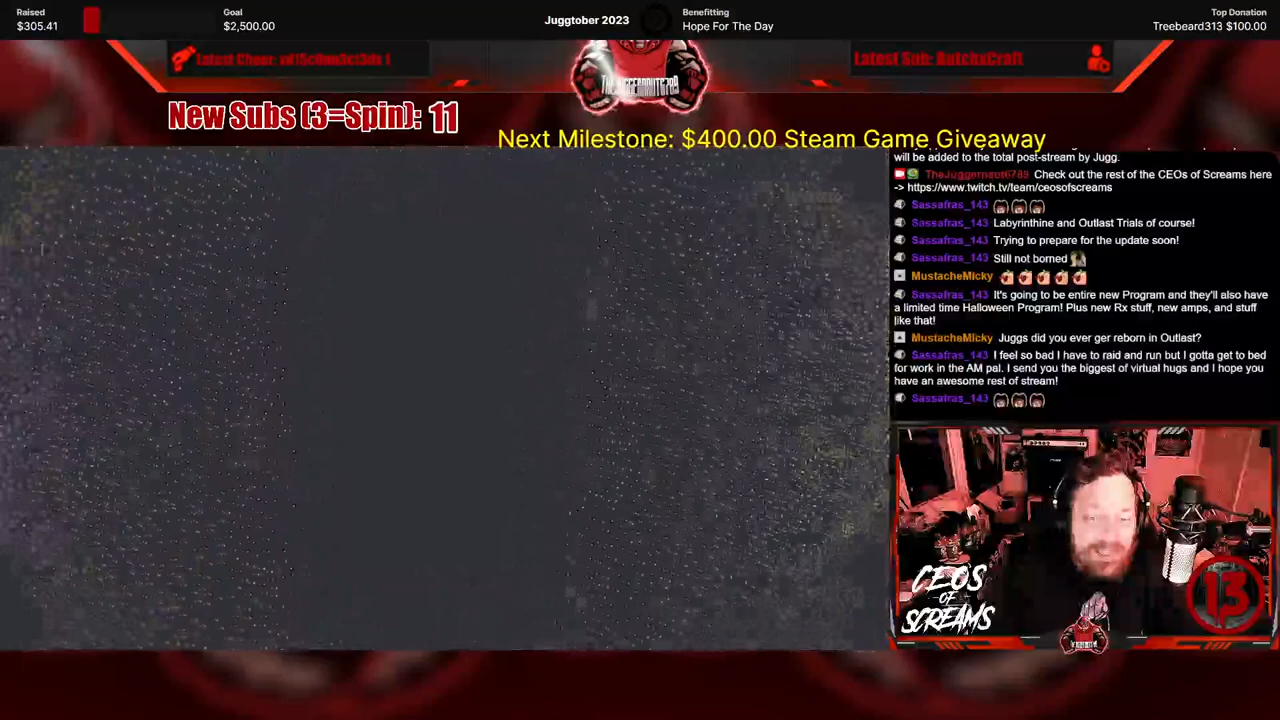 Raised
$305.41
Goal
$2,500.00
Juggtober 2023
Benefitting
Hope For The Day
Top Donation
Treebeard313 $100.00
Latest Sub: ButchxCraft
THEJUGGERNAUT6789
New Subs (3=Spin): 11
Next Milestone: $400.00 Steam Game Giveaway
will be added to the total post-stream by Jugg.
TheJuggernaut6789 Check out the rest of the CEOs of Screams here
-> https://www.twitch.tv/team/ceosofscreams
Sassafras_143
Sassafras_143 Labyrinthine and Outlast Trials of course!
Sassafras_143 Trying to prepare for the update soon!
Sassafras_143 Still not borned
MustacheMicky
Sassafras_143 It's going to be entire new Program and they'll also have
a limited time Halloween Program! Plus new Rx stuff, new amps, and stuff
like that!
MustacheMicky Juggs did you ever ger reborn in Outlast?
Sassafras_143 I feel so bad I have to raid and run but I gotta get to bed
for work in the AM pal. I send you the biggest of virtual hugs and I hope you
have an awesome rest of stream!
Sassafras_143
CEOS
OF
SCREAMS
13